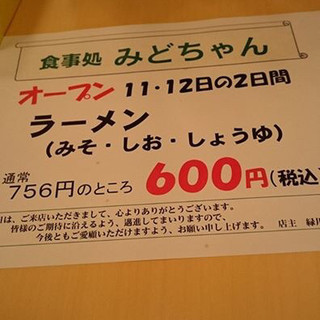 食事処 みどちゃん
オープン 11・12日の2日間
ラーメン
(みそ・しお・しょうゆ)
通常
756円のところ 600円(税込)
は、ご来店いただきまして、心よりありがとうございます。
皆様のご期待に沿えるよう、邁進してまいりますので、
今後ともご愛顧いただけますよう、お願い申し上げます。 店主